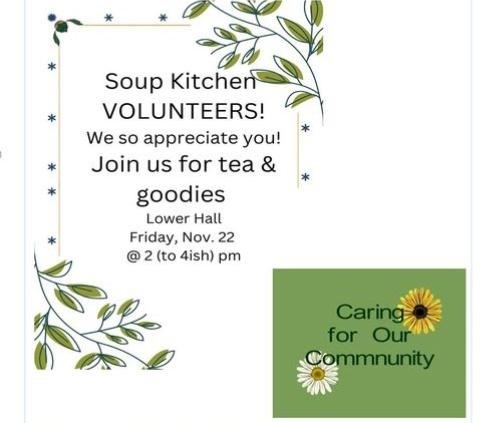 Soup Kitchen
VOLUNTEERS!
We so appreciate you!
Join us for tea &
goodies
Lower Hall
Friday, Nov. 22
@ 2 (to 4ish) pm
Caring
for Our
Commnunity